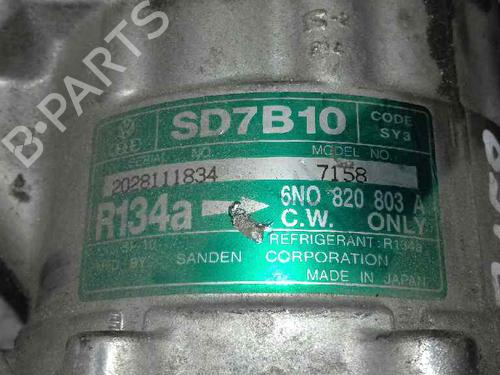 SD7B10
CODE
SY3
SERIAL NO.
MODEL NO.
2028111834
7158
R134a
6N0 820 803 A
C.W. ONLY
REFRIGERANT: R134a
BY SANDEN CORPORATION
MADE IN JAPAN
B-PARTS